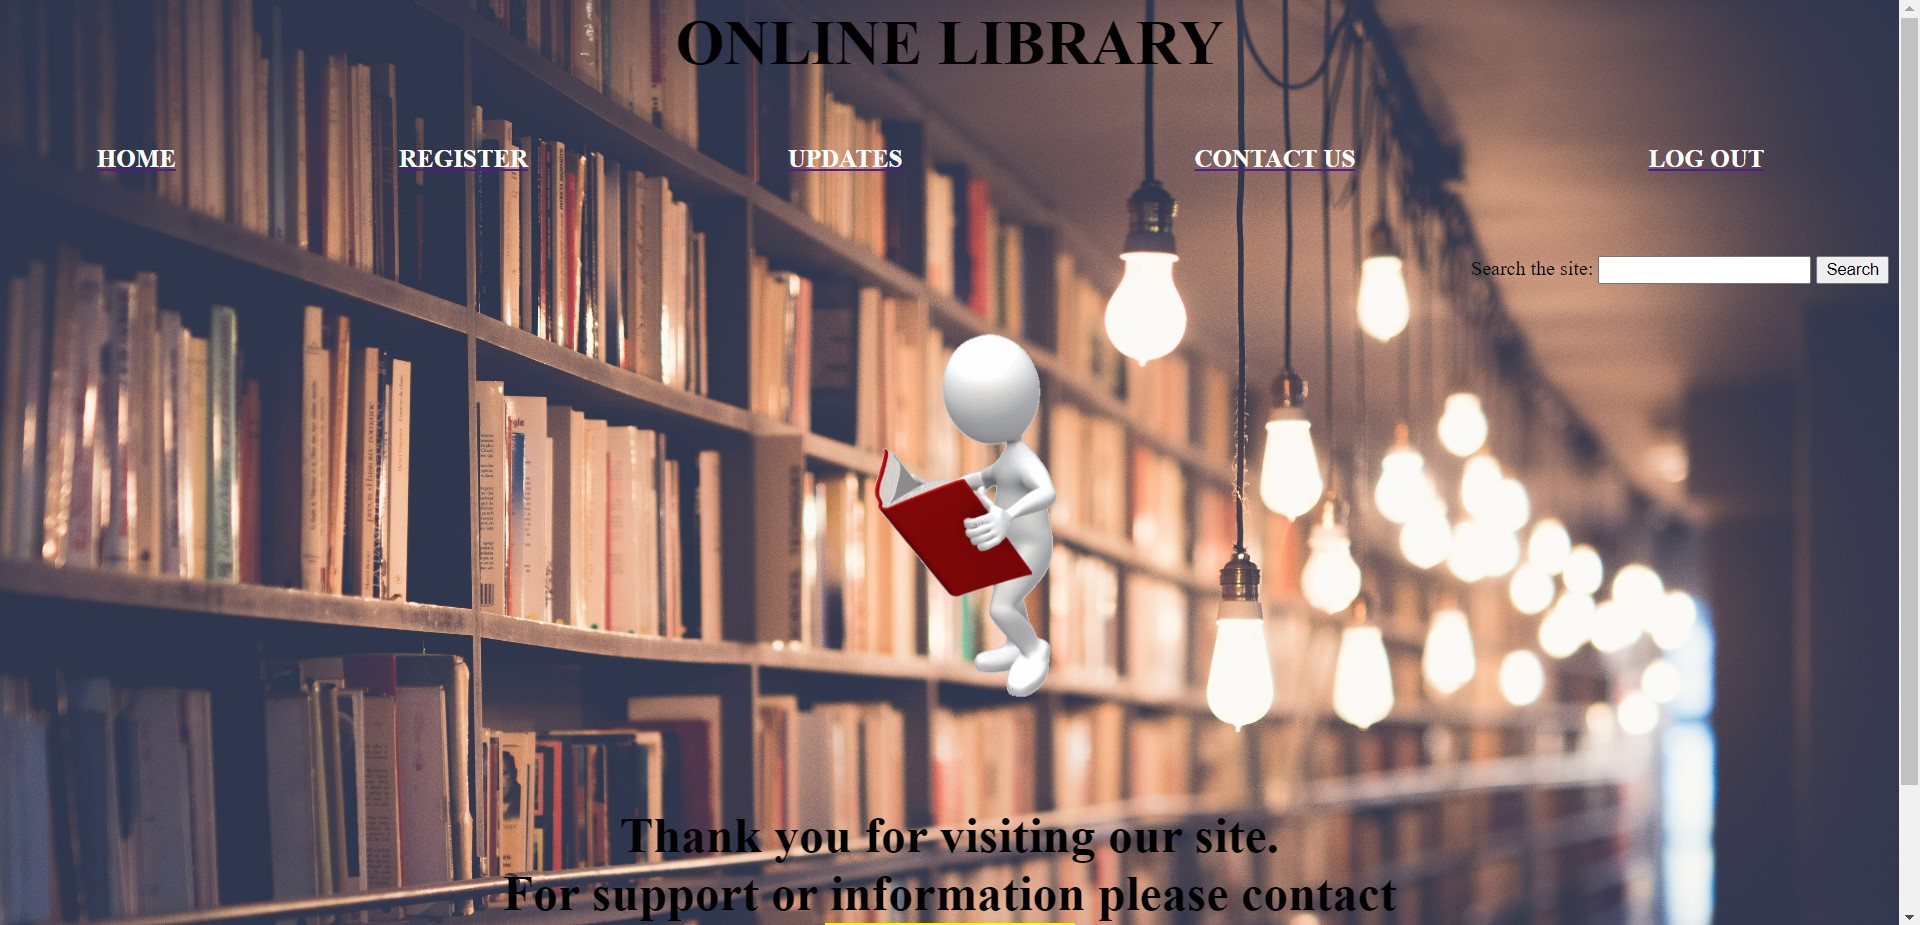 ONLINE LIBRARY
HOME REGISTER UPDATES CONTACT US LOG OUT
Search the site: Search
Thank you for visiting our site.
For support or information please contact